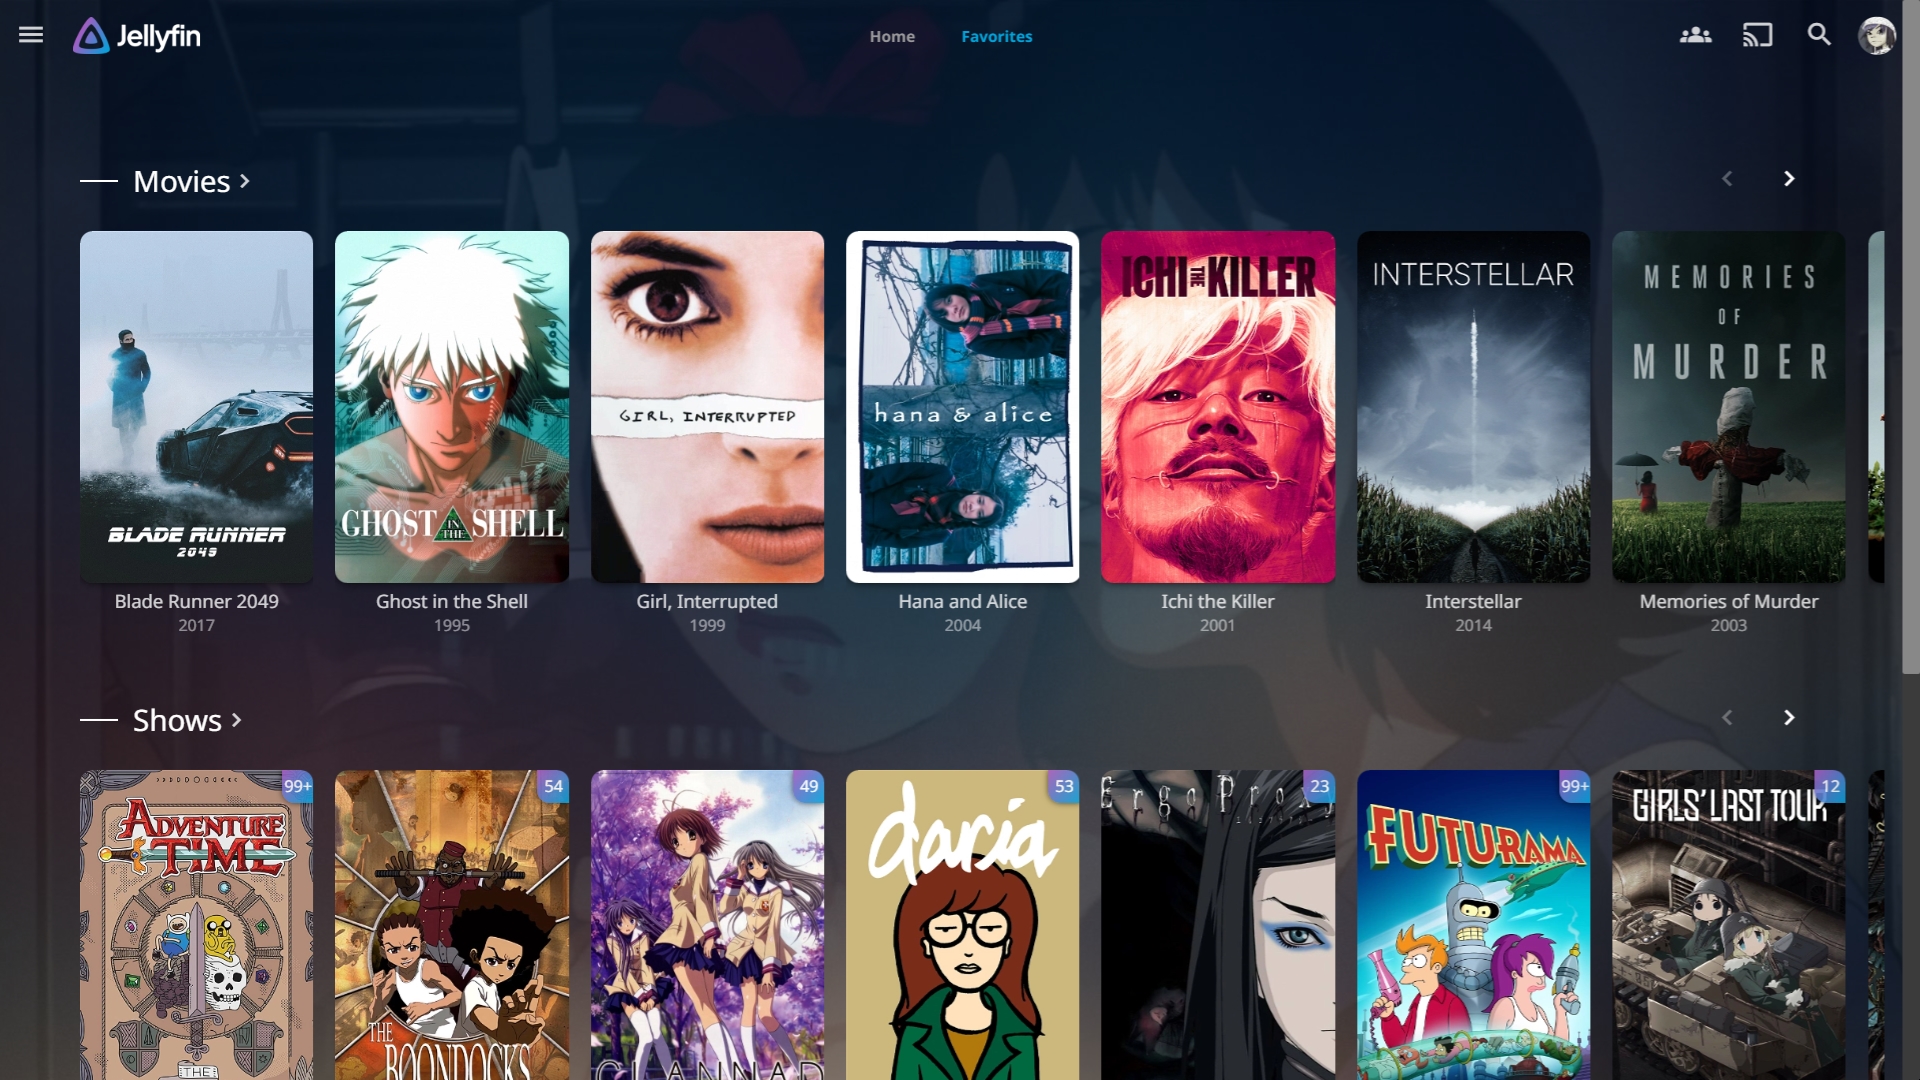 Jellyfin
Home
Favorites
Movies
BLADE RUNNER
2049
GHOST IN THE SHELL
GIRL, INTERRUPTED
hana & alice
ICHI THE KILLER
INTERSTELLAR
MEMORIES
OF
MURDER
Blade Runner 2049
2017
Ghost in the Shell
1995
Girl, Interrupted
1999
Hana and Alice
2004
Ichi the Killer
2001
Interstellar
2014
Memories of Murder
2003
Shows
99+
ADVENTURE
TIME
THE
54
THE
BOONDOCKS
49
CLANNAD
53
daria
23
Ergo Proxy
99+
FUTURAMA
12
GIRLS' LAST TOUR